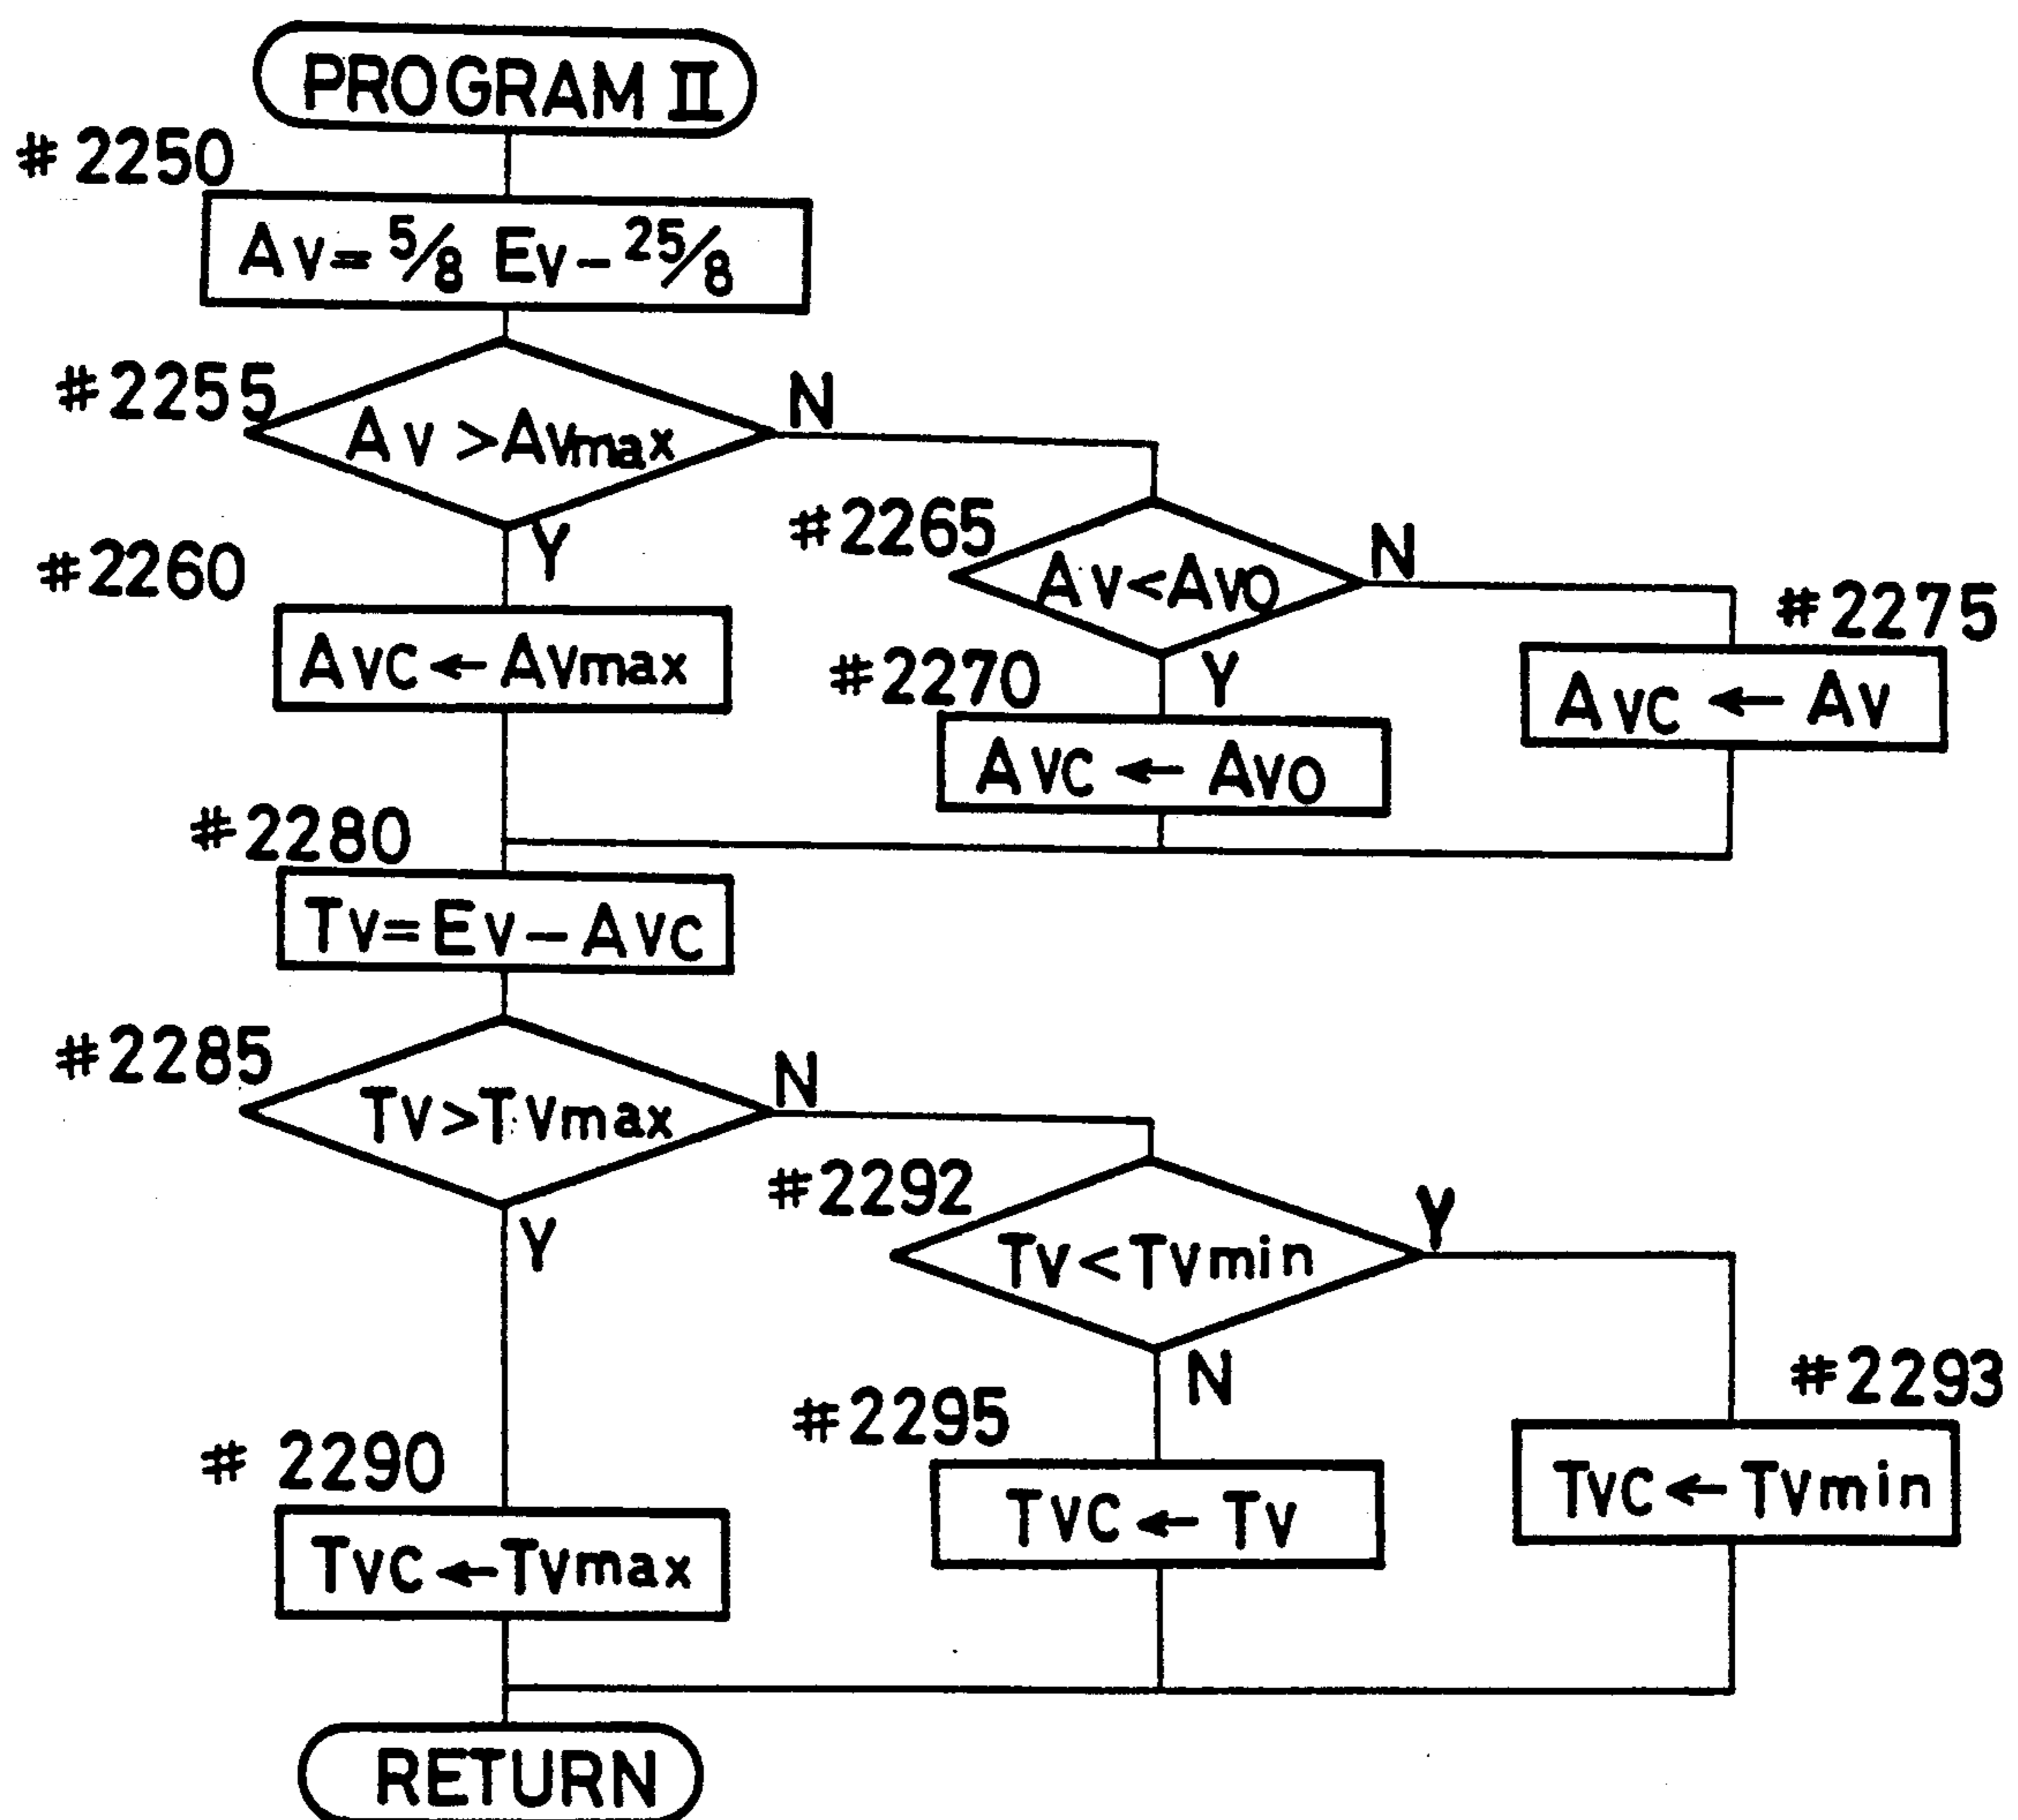 PROGRAM II
#2250
Av=5/8 Ev-25/8
#2255
Av>Avmax
N
Y
#2260
Avc←Avmax
#2265
Av<Avo
N
Y
#2270
Avc←Avo
#2275
Avc←Av
#2280
Tv=Ev-Avc
#2285
Tv>Tvmax
N
Y
#2292
Tv<Tvmin
Y
N
#2293
Tvc←Tvmin
#2295
Tvc←Tv
# 2290
Tvc←Tvmax
RETURN